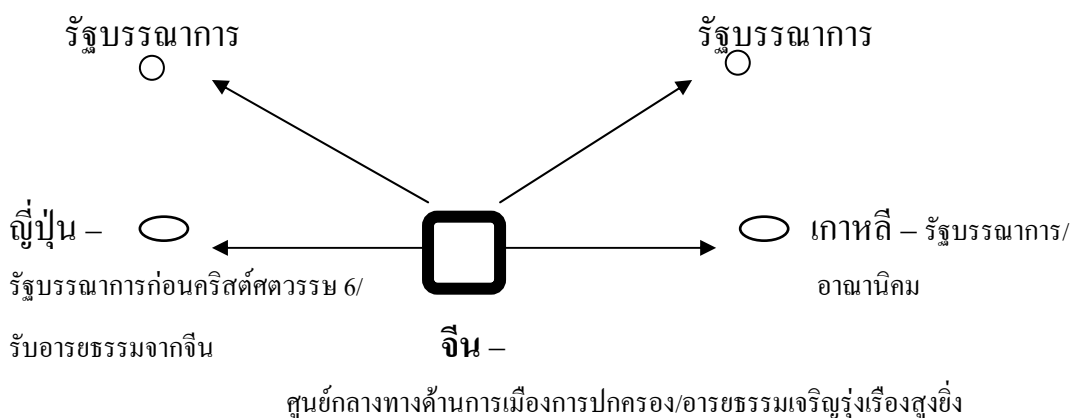 รัฐบรรณาการ
รัฐบรรณาการ
ญี่ปุ่น –
รัฐบรรณาการก่อนคริสต์ศตวรรษ 6/
รับอารยธรรมจากจีน
เกาหลี – รัฐบรรณาการ/
อาณานิคม
จีน –
ศูนย์กลางทางด้านการเมืองการปกครอง/อารยธรรมเจริญรุ่งเรืองสูงยิ่ง